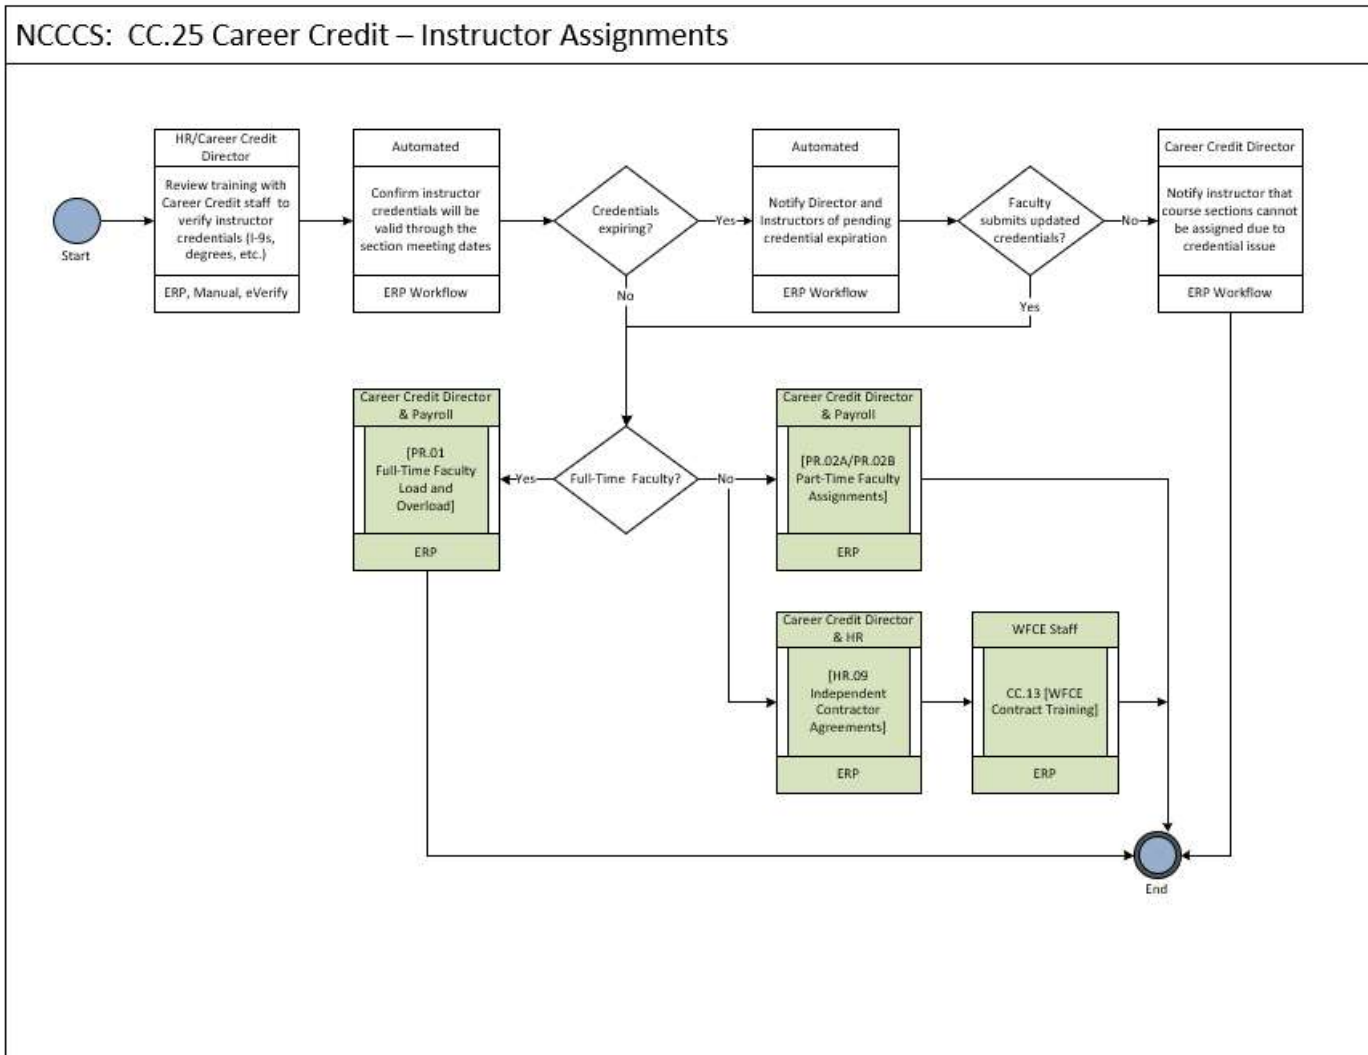 NCCCS: CC.25 Career Credit – Instructor Assignments
Start
HR/Career Credit
Director
Review training with
Career Credit staff to
verify instructor
credentials (I-9s,
degrees, etc.)
ERP, Manual, eVerify
Automated
Confirm instructor
credentials will be
valid through the
section meeting dates
ERP Workflow
Credentials
expiring?
Yes
No
Automated
Notify Director and
Instructors of pending
credential expiration
ERP Workflow
Faculty
submits updated
credentials?
No
Yes
Career Credit Director
Notify instructor that
course sections cannot
be assigned due to
credential issue
ERP Workflow
Career Credit Director
& Payroll
[PR.01
Full-Time Faculty
Load and
Overload]
ERP
Yes
Full-Time Faculty?
No
Career Credit Director
& Payroll
[PR.02A/PR.02B
Part-Time Faculty
Assignments]
ERP
Career Credit Director
& HR
[HR.09
Independent
Contractor
Agreements]
ERP
WFCE Staff
CC.13 [WFCE
Contract Training]
ERP
End